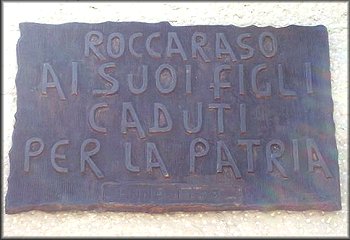 ROCCARASO
AI SUOI FIGLI
CADUTI
PER LA PATRIA